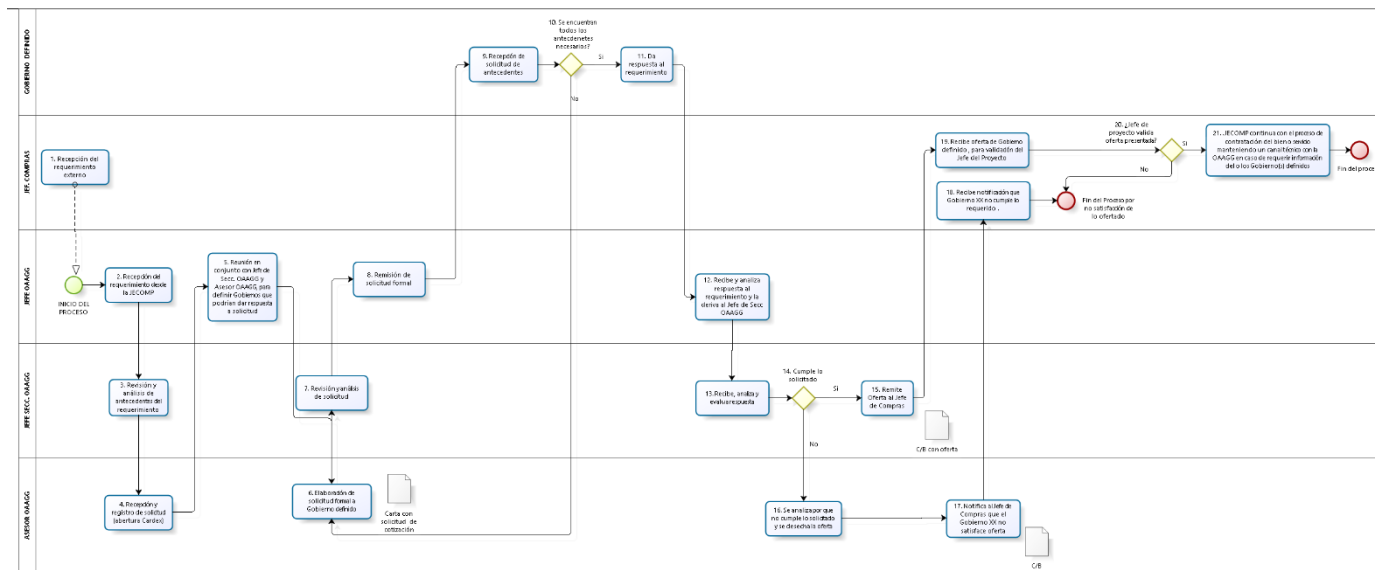 GOBIERNO DEFINIDO
9. Recepción de
solicitud de
antecedentes
10. Se encuentran
todos los
antecdenetes
necesarios?
Si
No
11. Da
respuesta al
requerimiento
JEF. COMPRAS
1. Recepción del
requerimiento
externo
19. Recibe oferta de Gobierno
definido, para validadón del
Jefe del Proyecto
20. ¿Jefe de
proyecto valida
oferta presentada?
Si
No
21. JECOMP continua con el proceso de
contratación del bien o servicio
manteniendo un canal técnico con la
OAAGG en caso de requerir información
del o los Gobierno(s) definidos
Fin del proce
18. Recibe notificación que
Gobierno XX no cumple lo
requerido .
Fin del Proceso por
no satisfacción de
lo ofertado
JEFE OAAGG
INICIO DEL
PROCESO
2. Recepción del
requerimiento desde
la JECOMP
5. Reunión en
conjunto con Jefe de
Secc. OAAGG y
Asesor OAAGG, para
definir Gobiernos que
podrían dar respuesta
a solicitud
8. Remisión de
solicitud formal
12. Recibe y analiza
respuesta al
requerimiento y la
deriva al Jefe de Secc
OAAGG
JEFE SECC. OAAGG
3. Revisión y
análisis de
antecedentes del
requerimiento
7. Revisión y análisis
de solicitud
13. Recibe, analiza y
evalua respuesta
14. Cumple lo
solicitado
Si
No
15. Remite
Oferta al Jefe
de Compras
C/B con oferta
ASESOR OAAGG
4. Recepción y
registro de solicitud
(abertura Cardex)
6. Elaboración de
solicitud formal a
Gobierno definido
Carta con
solicitud de
cotización
16. Se analiza por que
no cumple lo solicitado
y se desecha la oferta
17. Notifica al Jefe de
Compras que el
Gobierno XX no
satisface oferta
C/B